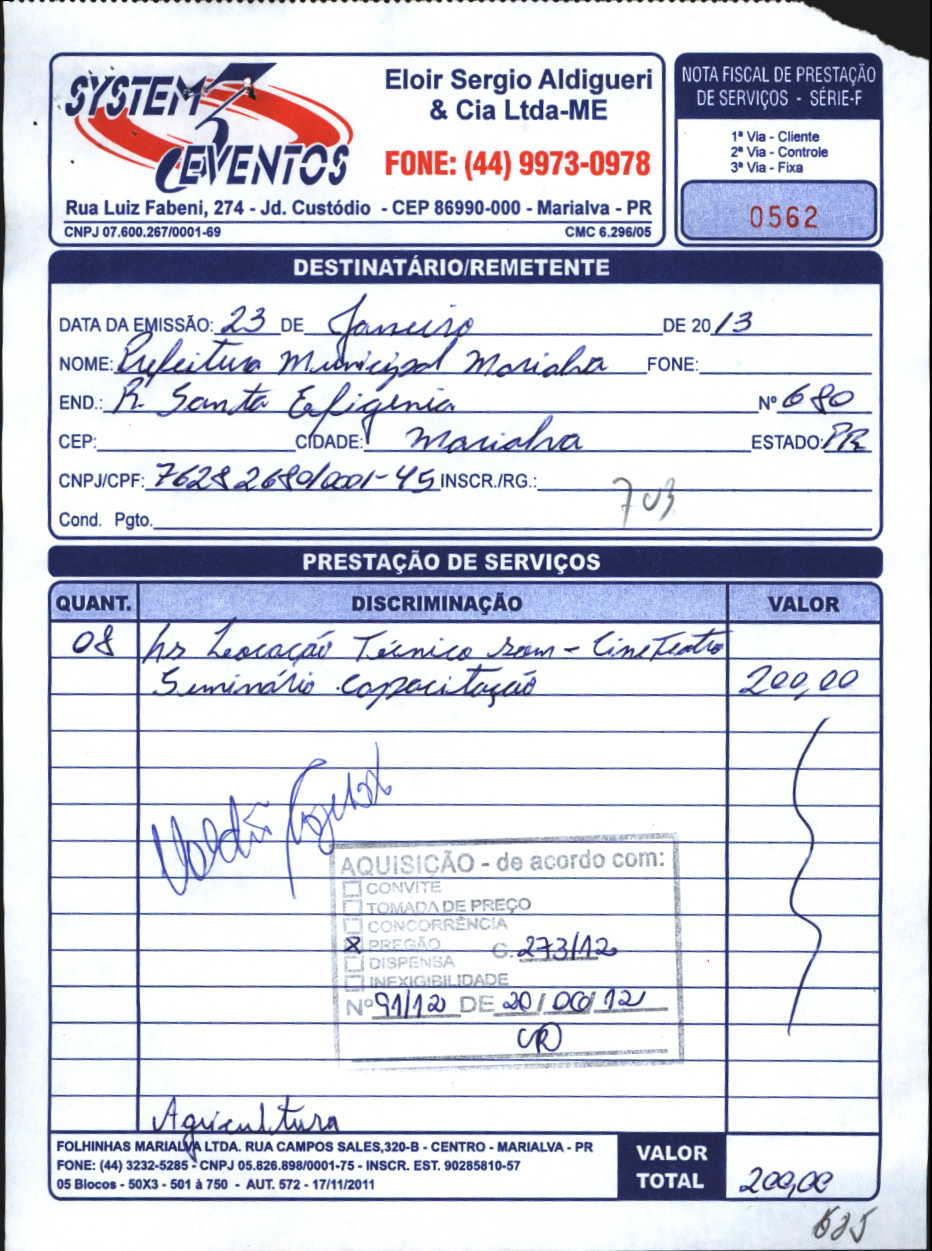 SYSTEM 3
EVENTOS
Eloir Sergio Aldigueri
& Cia Ltda-ME
FONE: (44) 9973-0978
Rua Luiz Fabeni, 274 - Jd. Custódio - CEP 86990-000 - Marialva - PR
CNPJ 07.600.267/0001-69 CMC 6.296/05
NOTA FISCAL DE PRESTAÇÃO
DE SERVIÇOS - SÉRIE-F
1ª Via - Cliente
2ª Via - Controle
3ª Via - Fixa
0562
DESTINATÁRIO/REMETENTE
DATA DA EMISSÃO: 23 DE Janeiro DE 2013
NOME: Prefeitura Municipal Marialva FONE:
END.: R. Santa Efigenia Nº 680
CEP: CIDADE: Marialva ESTADO: PR
CNPJ/CPF: 76282680/0001-45 INSCR./RG.:
703
Cond. Pgto.
PRESTAÇÃO DE SERVIÇOS
QUANT. DISCRIMINAÇÃO VALOR
08 hs Locação Técnico som - CineTeatro
Seminário Capacitação 200,00
AQUISIÇÃO - de acordo com:
CONVITE
TOMADA DE PREÇO
CONCORRÊNCIA
X PREGÃO C. 273/12
DISPENSA
INEXIGIBILIDADE
Nº 91/12 DE 20/ /12
Agricultura
FOLHINHAS MARIALVA LTDA. RUA CAMPOS SALES,320-B - CENTRO - MARIALVA - PR
FONE: (44) 3232-5285 - CNPJ 05.826.898/0001-75 - INSCR. EST. 90285810-57
05 Blocos - 50X3 - 501 à 750 - AUT. 572 - 17/11/2011
VALOR
TOTAL 200,00